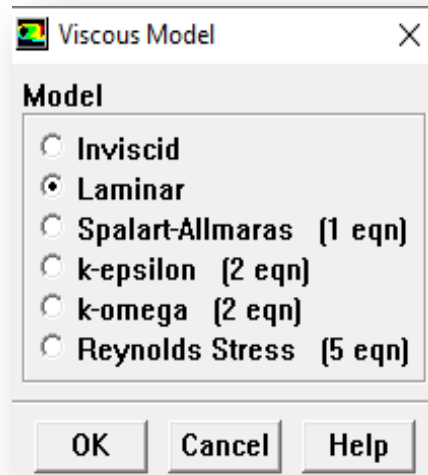 Viscous Model
Model
Inviscid
Laminar
Spalart-Allmaras (1 eqn)
k-epsilon (2 eqn)
k-omega (2 eqn)
Reynolds Stress (5 eqn)
OK Cancel Help